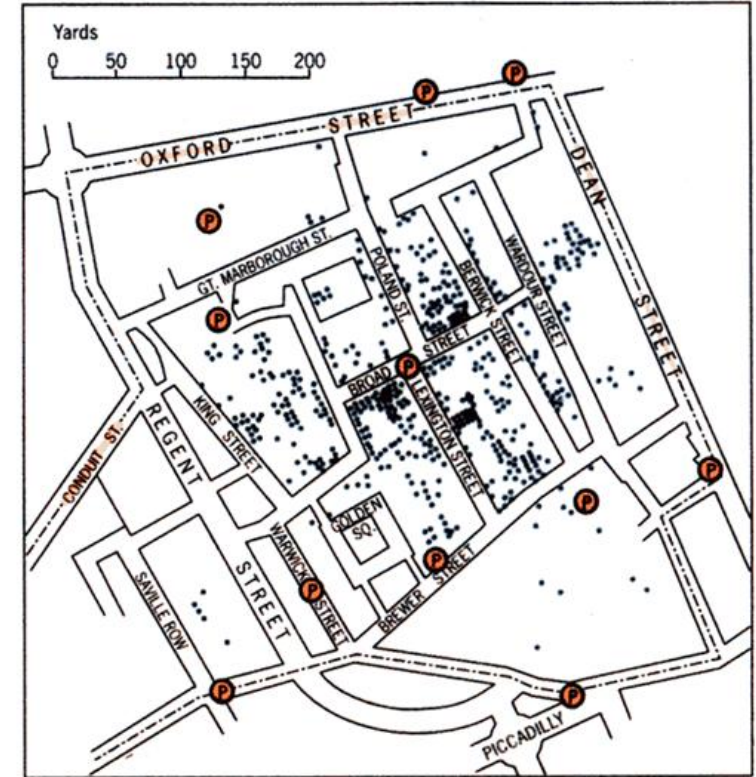 Yards
0 50 100 150 200
OXFORD STREET
P
P
DEAN STREET
P
GT. MARBOROUGH ST.
POLAND ST.
BERWICK STREET
WARDOUR STREET
P
BROAD STREET
P
LEXINGTON STREET
KING STREET
REGENT STREET
CONDUIT ST.
P
P
GOLDEN
SQ.
WARWICK STREET
P
P
BREWER STREET
SAVILLE ROW
P
P
PICCADILLY